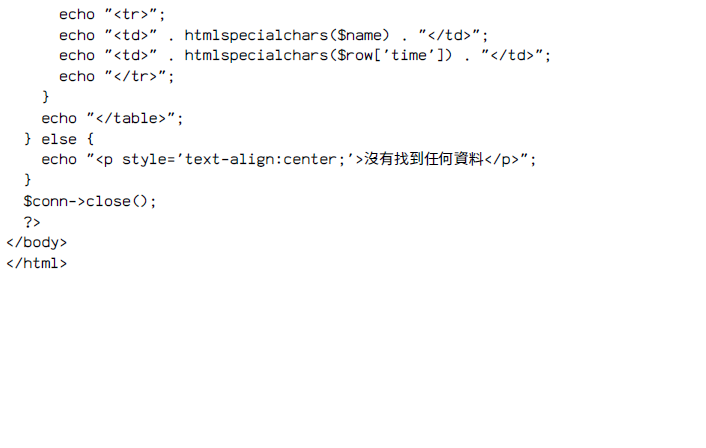 echo "<tr>";
      echo "<td>" . htmlspecialchars($name) . "</td>";
      echo "<td>" . htmlspecialchars($row['time']) . "</td>";
      echo "</tr>";
    }
    echo "</table>";
  } else {
    echo "<p style='text-align:center;'>沒有找到任何資料</p>";
  }
  $conn->close();
  ?>
</body>
</html>